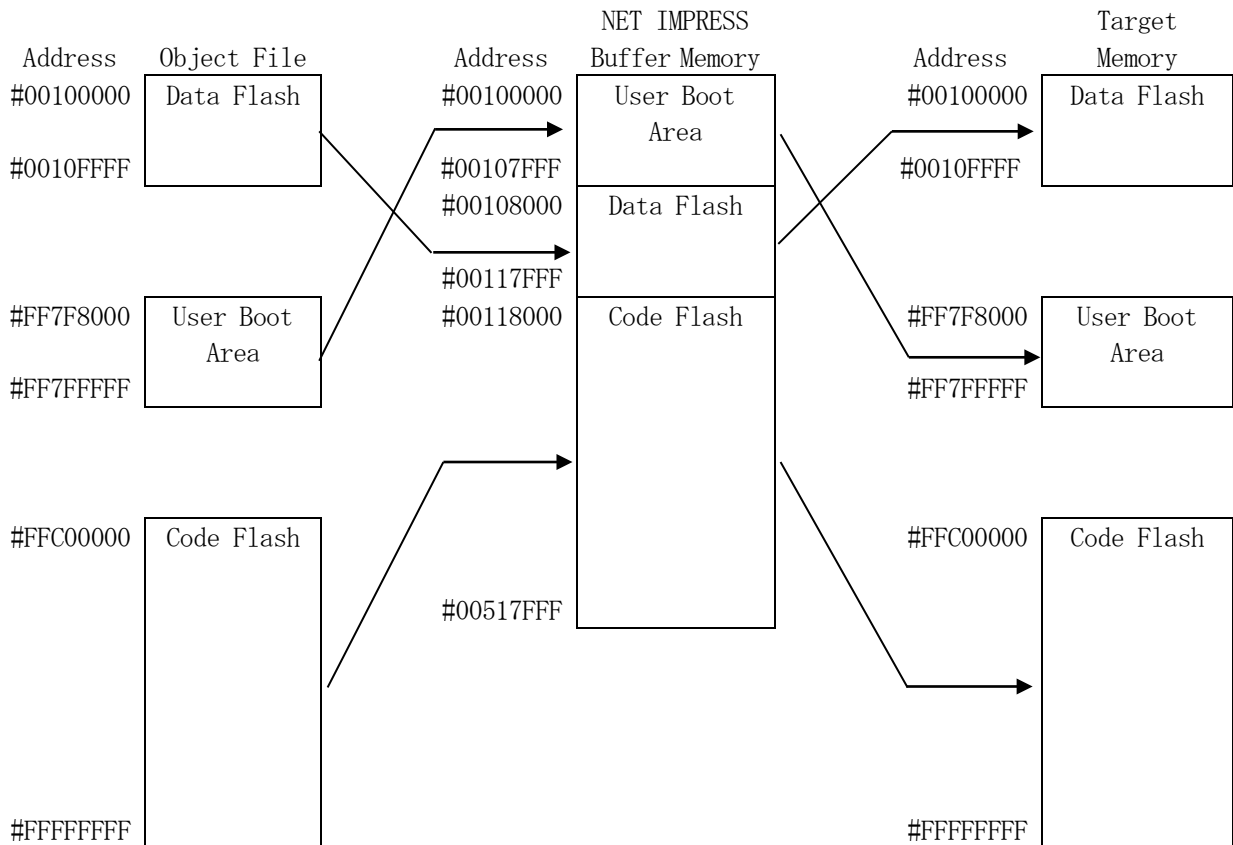 NET IMPRESS Target
Address Object File Address Buffer Memory Address Memory
#00100000 Data Flash #00100000 User Boot #00100000 Data Flash
Area
#0010FFFF #00107FFF #0010FFFF
#00108000 Data Flash
#00117FFF
#FF7F8000 User Boot #00118000 Code Flash #FF7F8000 User Boot
Area Area
#FF7FFFFF #FF7FFFFF
#FFC00000 Code Flash #FFC00000 Code Flash
#00517FFF
#FFFFFFFF #FFFFFFFF